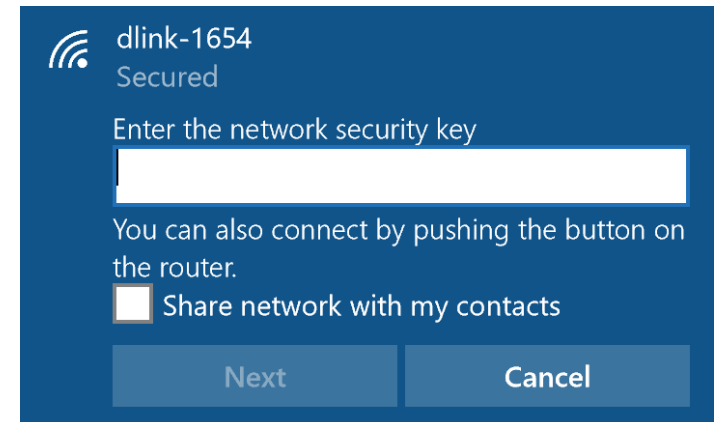 dlink-1654
Secured
Enter the network security key
You can also connect by pushing the button on
the router.
Share network with my contacts
Next
Cancel